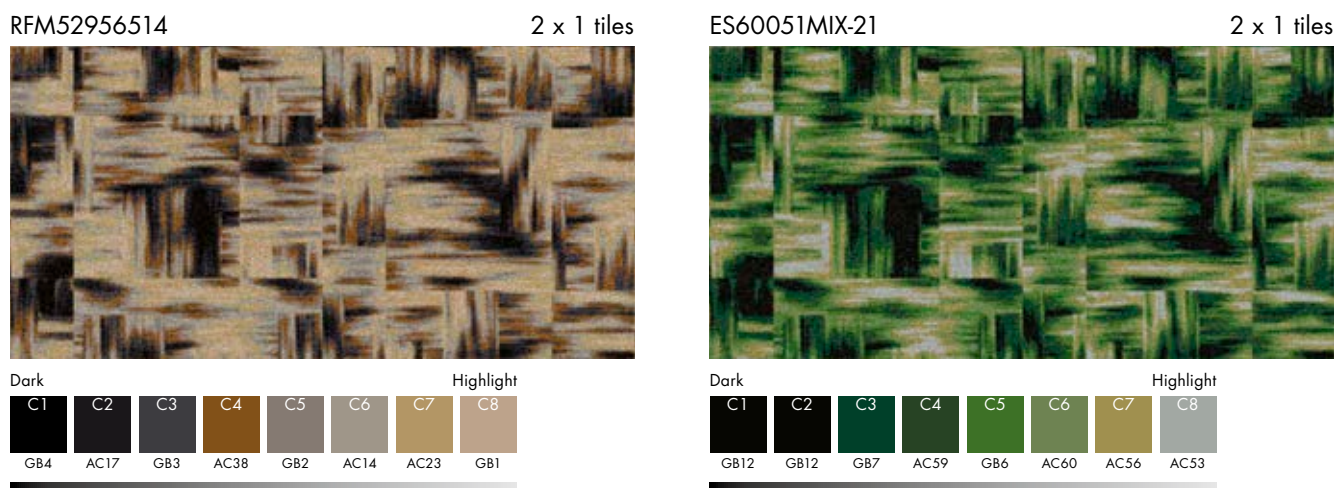 RFM52956514 2 x 1 tiles
Dark Highlight
C1 C2 C3 C4 C5 C6 C7 C8
GB4 AC17 GB3 AC38 GB2 AC14 AC23 GB1
ES60051MIX-21 2 x 1 tiles
Dark Highlight
C1 C2 C3 C4 C5 C6 C7 C8
GB12 GB12 GB7 AC59 GB6 AC60 AC56 AC53